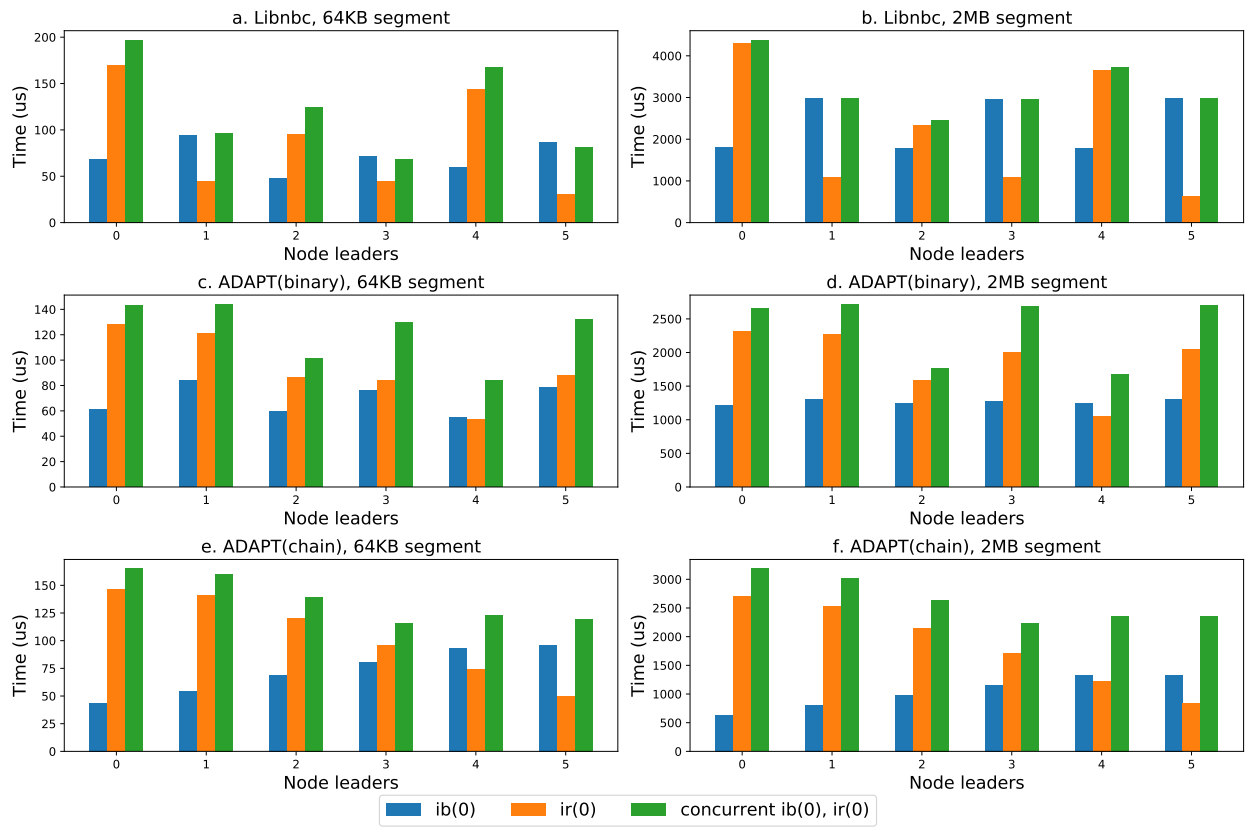 a. Libnbc, 64KB segment
200
150
100
50
0
Time (us)
0 1 2 3 4 5
Node leaders
b. Libnbc, 2MB segment
4000
3000
2000
1000
0
Time (us)
0 1 2 3 4 5
Node leaders
c. ADAPT(binary), 64KB segment
140
120
100
80
60
40
20
0
Time (us)
0 1 2 3 4 5
Node leaders
d. ADAPT(binary), 2MB segment
2500
2000
1500
1000
500
0
Time (us)
0 1 2 3 4 5
Node leaders
e. ADAPT(chain), 64KB segment
150
125
100
75
50
25
0
Time (us)
0 1 2 3 4 5
Node leaders
f. ADAPT(chain), 2MB segment
3000
2500
2000
1500
1000
500
0
Time (us)
0 1 2 3 4 5
Node leaders
ib(0) ir(0) concurrent ib(0), ir(0)